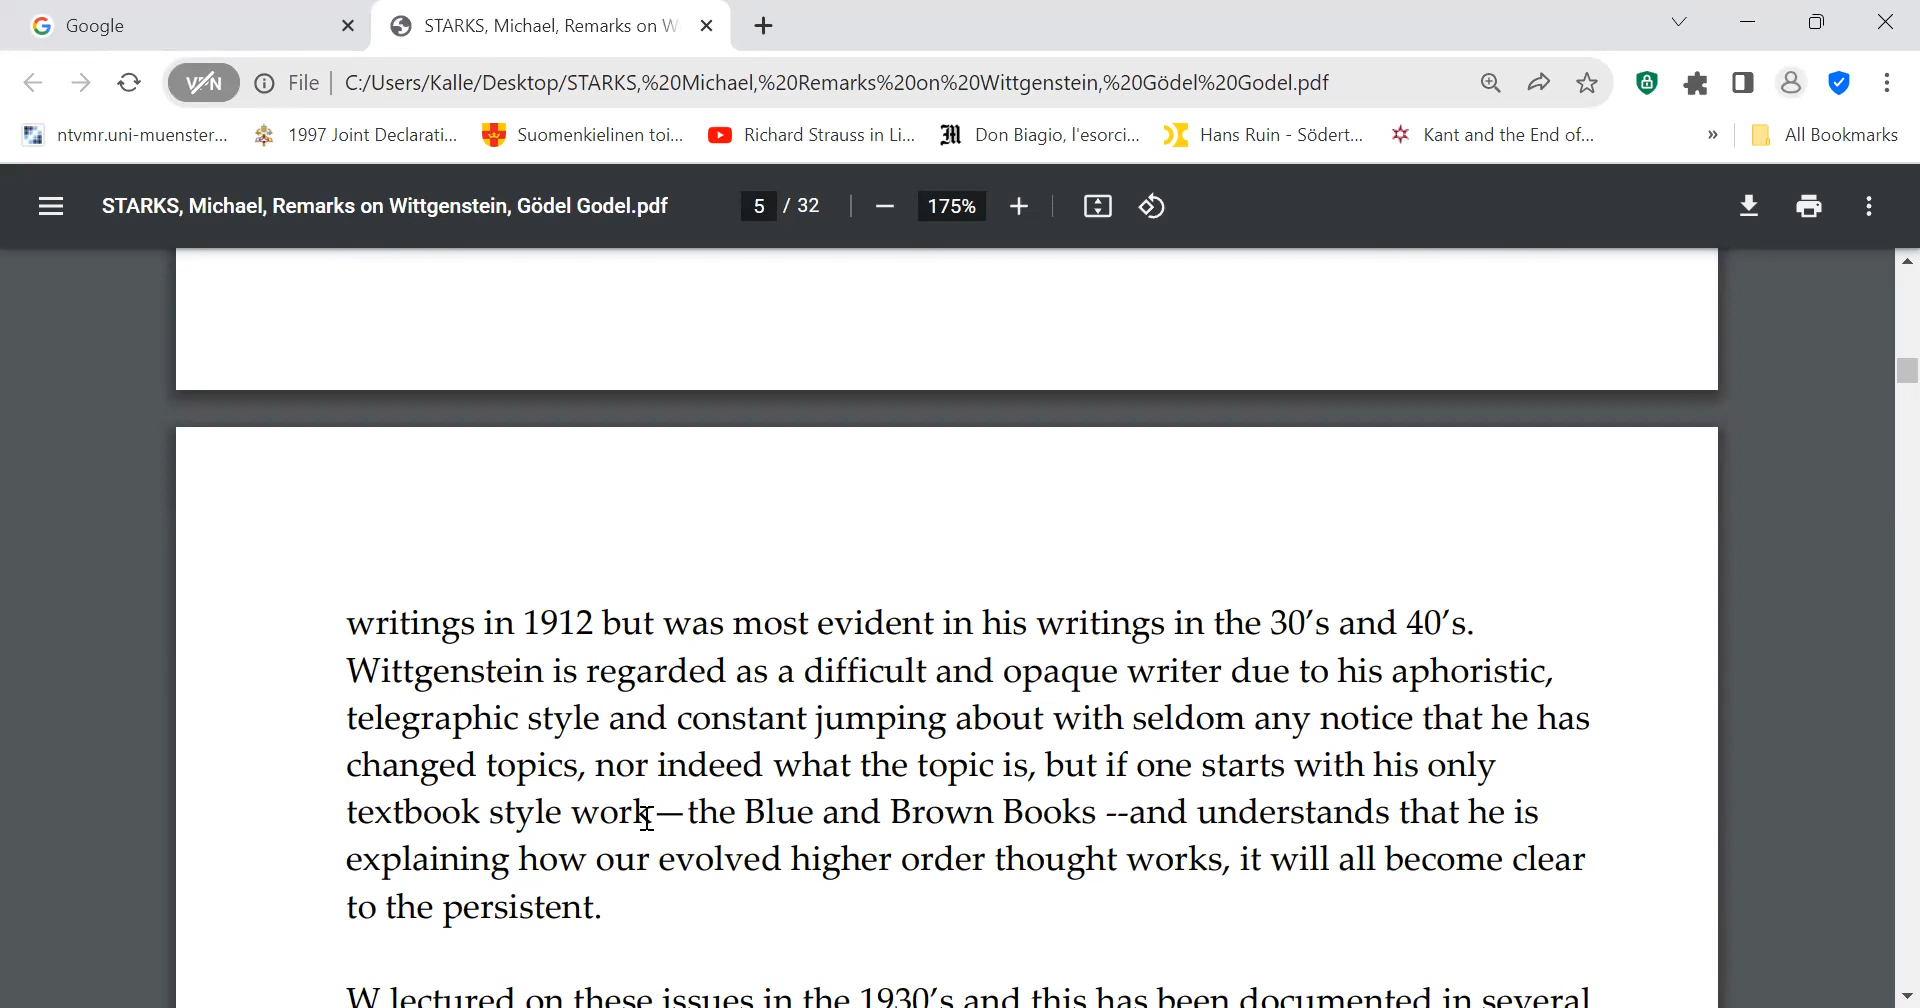 Google
STARKS, Michael, Remarks on W
VPN
File
C:/Users/Kalle/Desktop/STARKS,%20Michael,%20Remarks%20on%20Wittgenstein,%20Gödel%20Godel.pdf
ntvmr.uni-muenster...
1997 Joint Declarati...
Suomenkielinen toi...
Richard Strauss in Li...
Don Biagio, l'esorci...
Hans Ruin - Södert...
Kant and the End of...
»
All Bookmarks
STARKS, Michael, Remarks on Wittgenstein, Gödel Godel.pdf
5 / 32
175%
writings in 1912 but was most evident in his writings in the 30’s and 40’s.
Wittgenstein is regarded as a difficult and opaque writer due to his aphoristic,
telegraphic style and constant jumping about with seldom any notice that he has
changed topics, nor indeed what the topic is, but if one starts with his only
textbook style work—the Blue and Brown Books --and understands that he is
explaining how our evolved higher order thought works, it will all become clear
to the persistent.
W lectured on these issues in the 1930’s and this has been documented in several